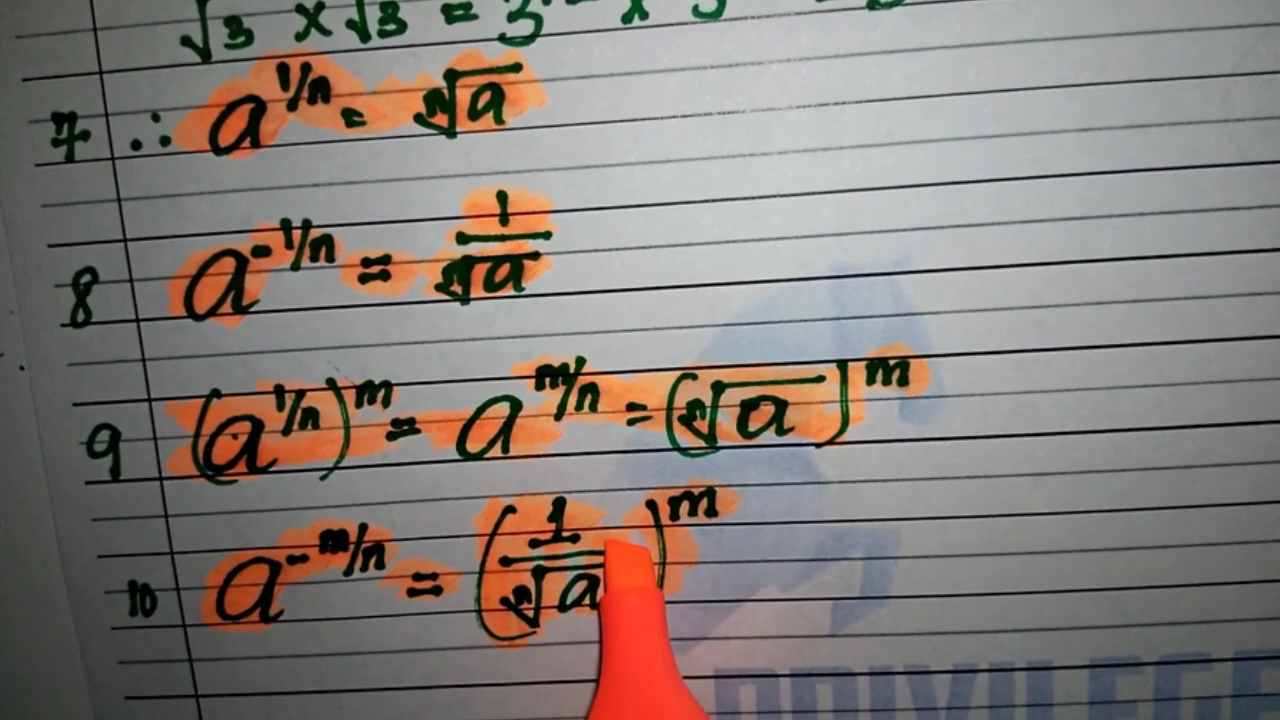 √3 × √3 = 3
7 ∴ a^{1/n} = ⁿ√a
8 a^{-1/n} = 1/ⁿ√a
9 (a^{1/n})^m = a^{m/n} = (ⁿ√a)^m
10 a^{-m/n} = (1/ⁿ√a)^m
PRIVILEGE